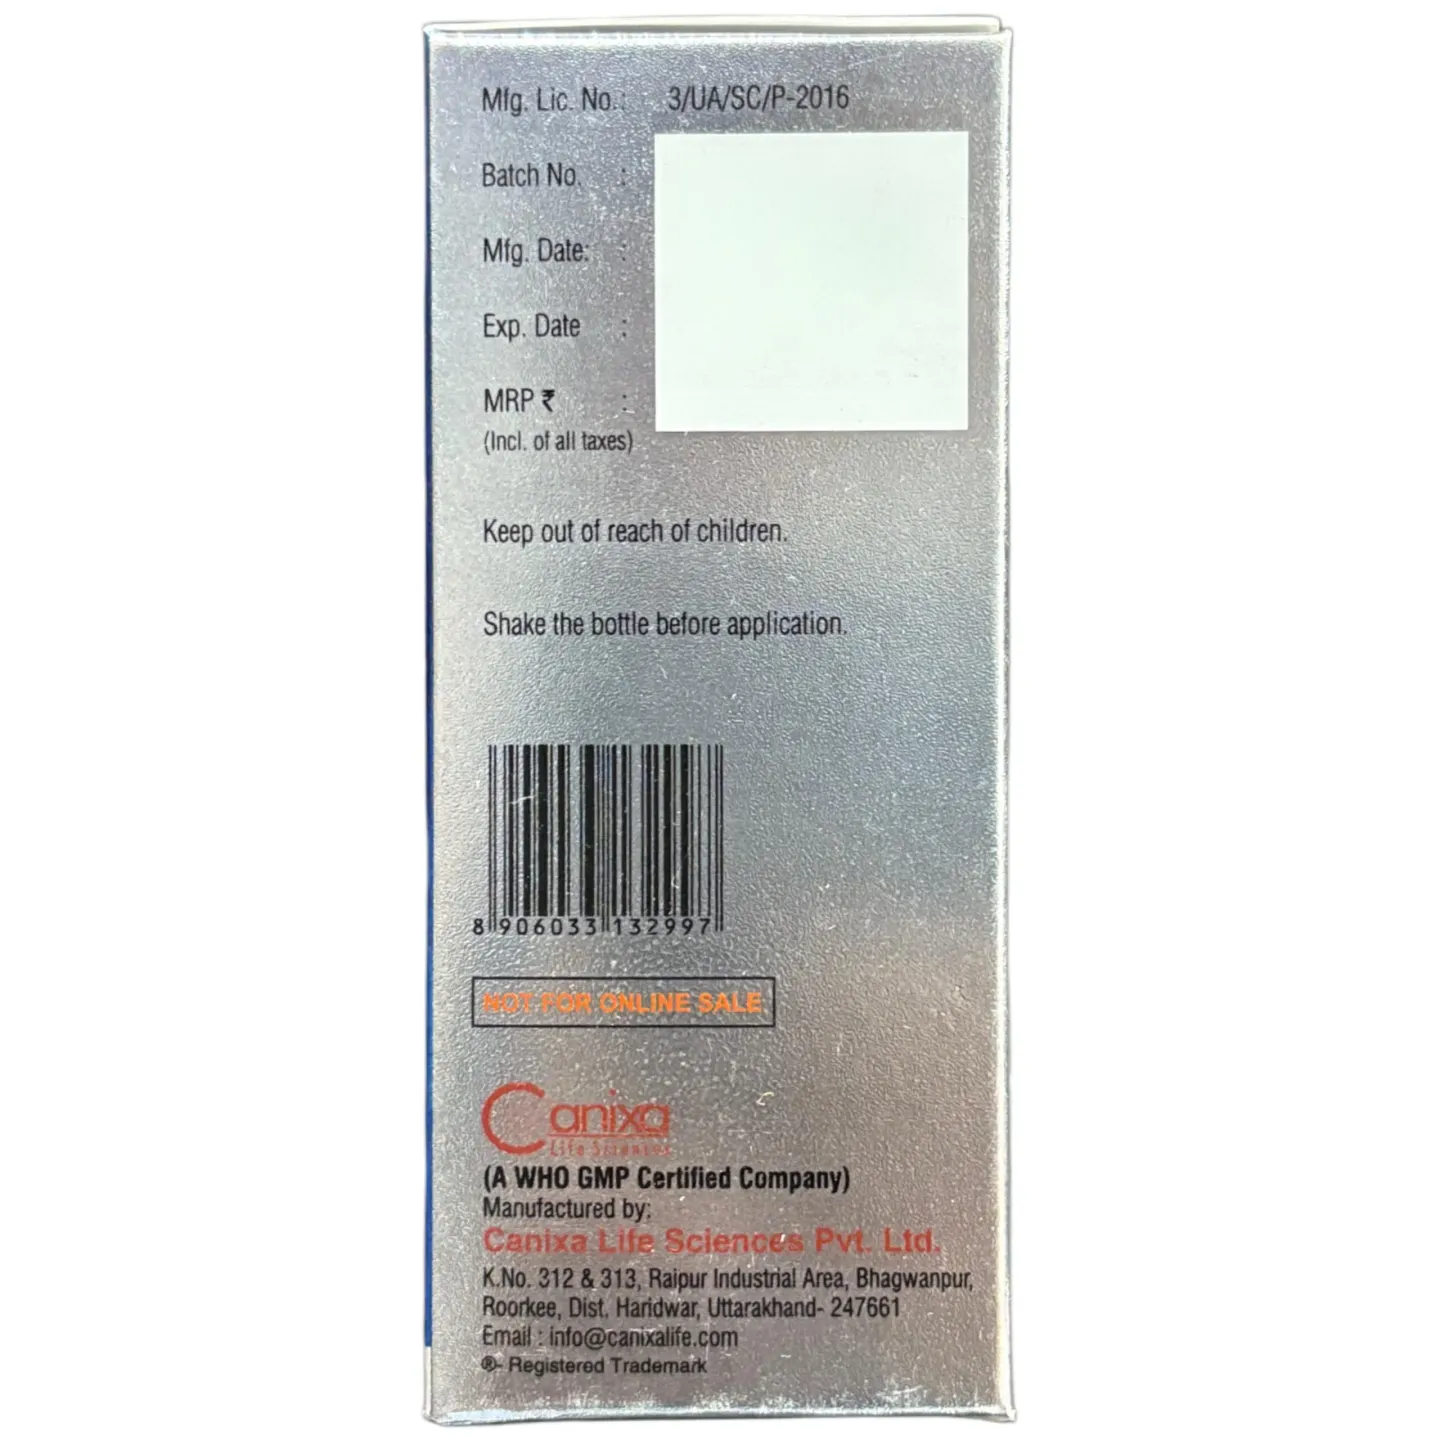 Mfg. Lic. No.: 3/UA/SC/P-2016
Batch No. :
Mfg. Date: :
Exp. Date :
MRP ₹ :
(Incl. of all taxes)
Keep out of reach of children.
Shake the bottle before application.
8 906033 132997
NOT FOR ONLINE SALE
Canixa
Life Sciences
(A WHO GMP Certified Company)
Manufactured by:
Canixa Life Sciences Pvt. Ltd.
K.No. 312 & 313, Raipur Industrial Area, Bhagwanpur,
Roorkee, Dist. Haridwar, Uttarakhand- 247661
Email : info@canixalife.com
®- Registered Trademark